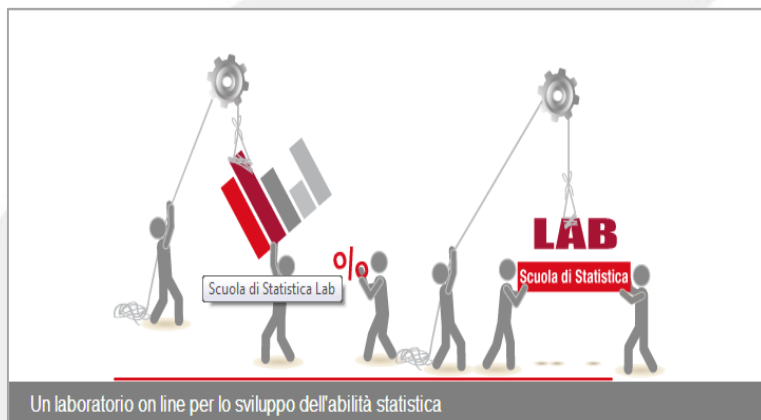 %
Scuola di Statistica Lab
LAB
Scuola di Statistica
Un laboratorio on line per lo sviluppo dell'abilità statistica